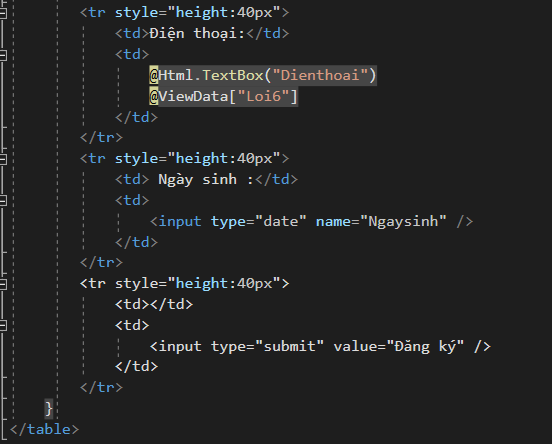 <tr style="height:40px">
<td>Điện thoại:</td>
<td>
@Html.TextBox("Dienthoai")
@ViewData["Loi6"]
</td>
</tr>
<tr style="height:40px">
<td> Ngày sinh :</td>
<td>
<input type="date" name="Ngaysinh" />
</td>
</tr>
<tr style="height:40px">
<td></td>
<td>
<input type="submit" value="Đăng ký" />
</td>
</tr>
}
</table>